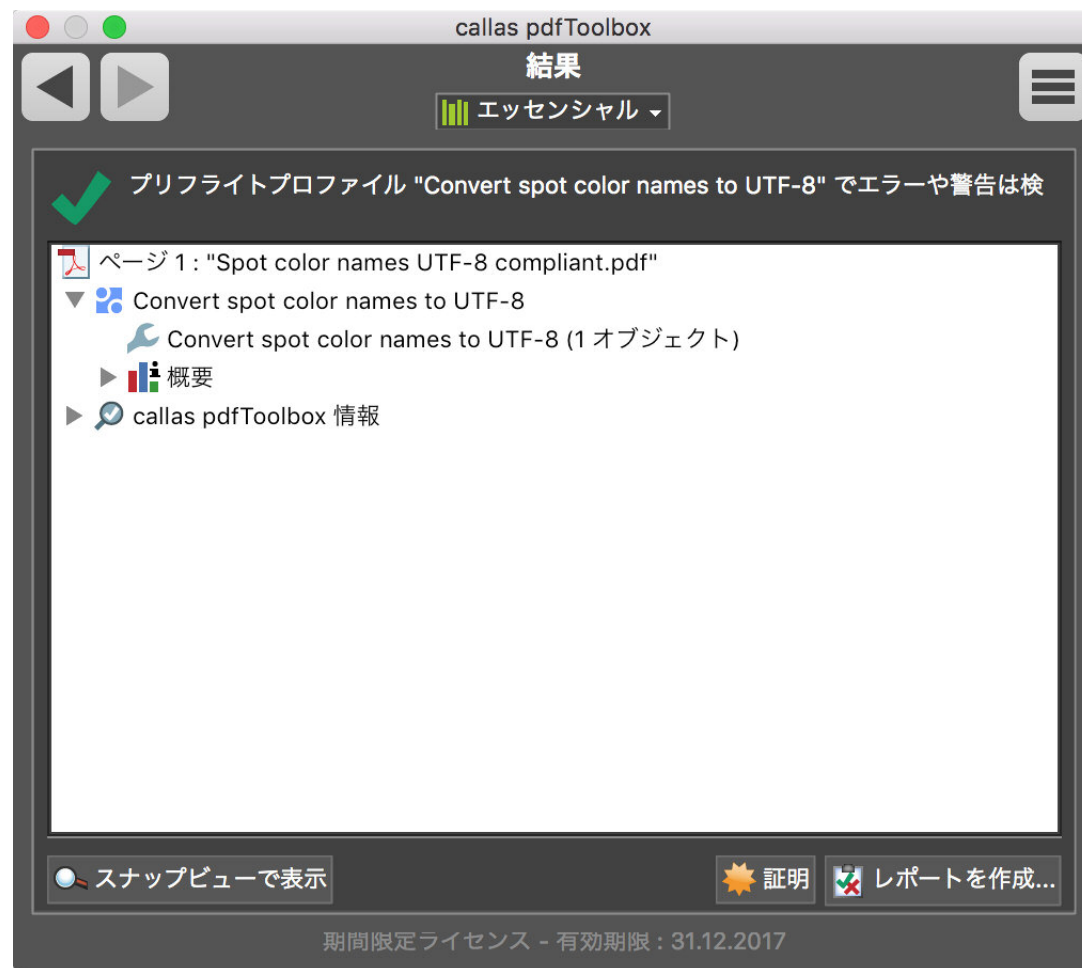 callas pdfToolbox
結果
エッセンシャル
プリフライトプロファイル "Convert spot color names to UTF-8" でエラーや警告は検
ページ 1 : "Spot color names UTF-8 compliant.pdf"
Convert spot color names to UTF-8
Convert spot color names to UTF-8 (1 オブジェクト)
概要
callas pdfToolbox 情報
スナップビューで表示 証明 レポートを作成...
期間限定ライセンス - 有効期限 : 31.12.2017